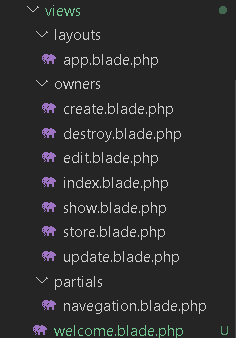 views
layouts
app.blade.php
owners
create.blade.php
destroy.blade.php
edit.blade.php
index.blade.php
show.blade.php
store.blade.php
update.blade.php
partials
navegation.blade.php
welcome.blade.php U